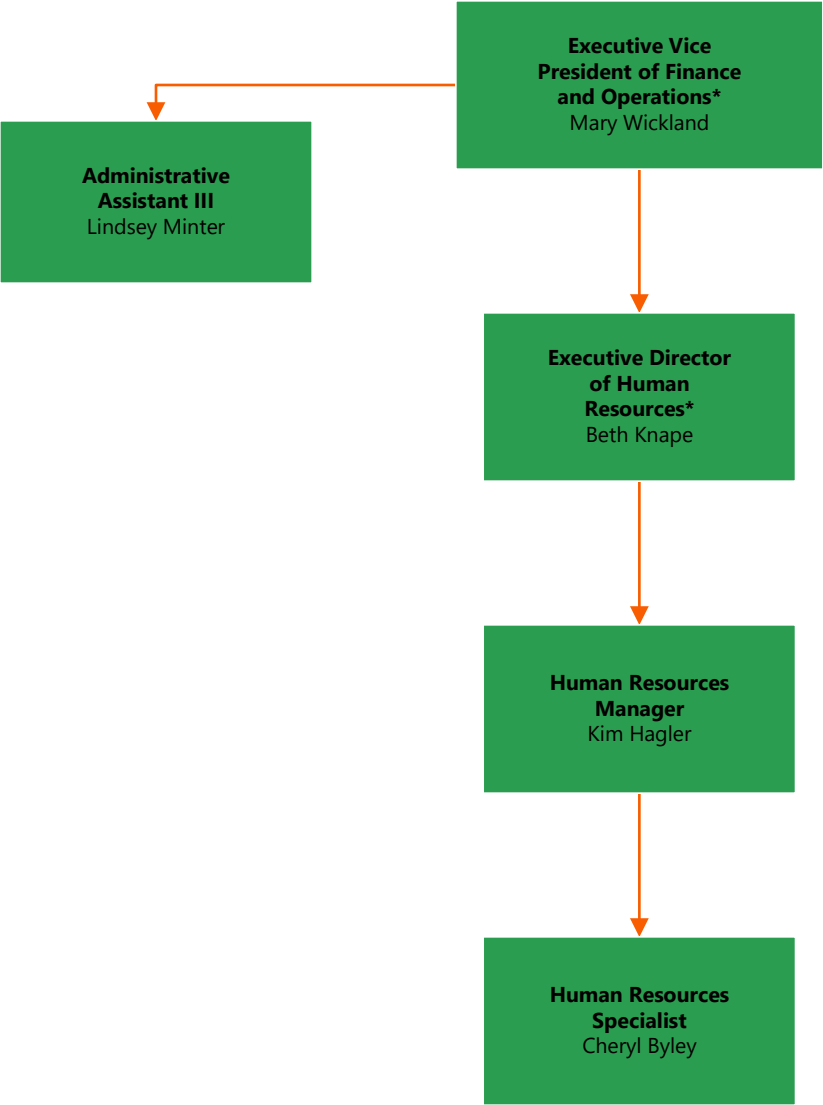 Executive Vice
President of Finance
and Operations*
Mary Wickland
Administrative
Assistant III
Lindsey Minter
Executive Director
of Human
Resources*
Beth Knape
Human Resources
Manager
Kim Hagler
Human Resources
Specialist
Cheryl Byley